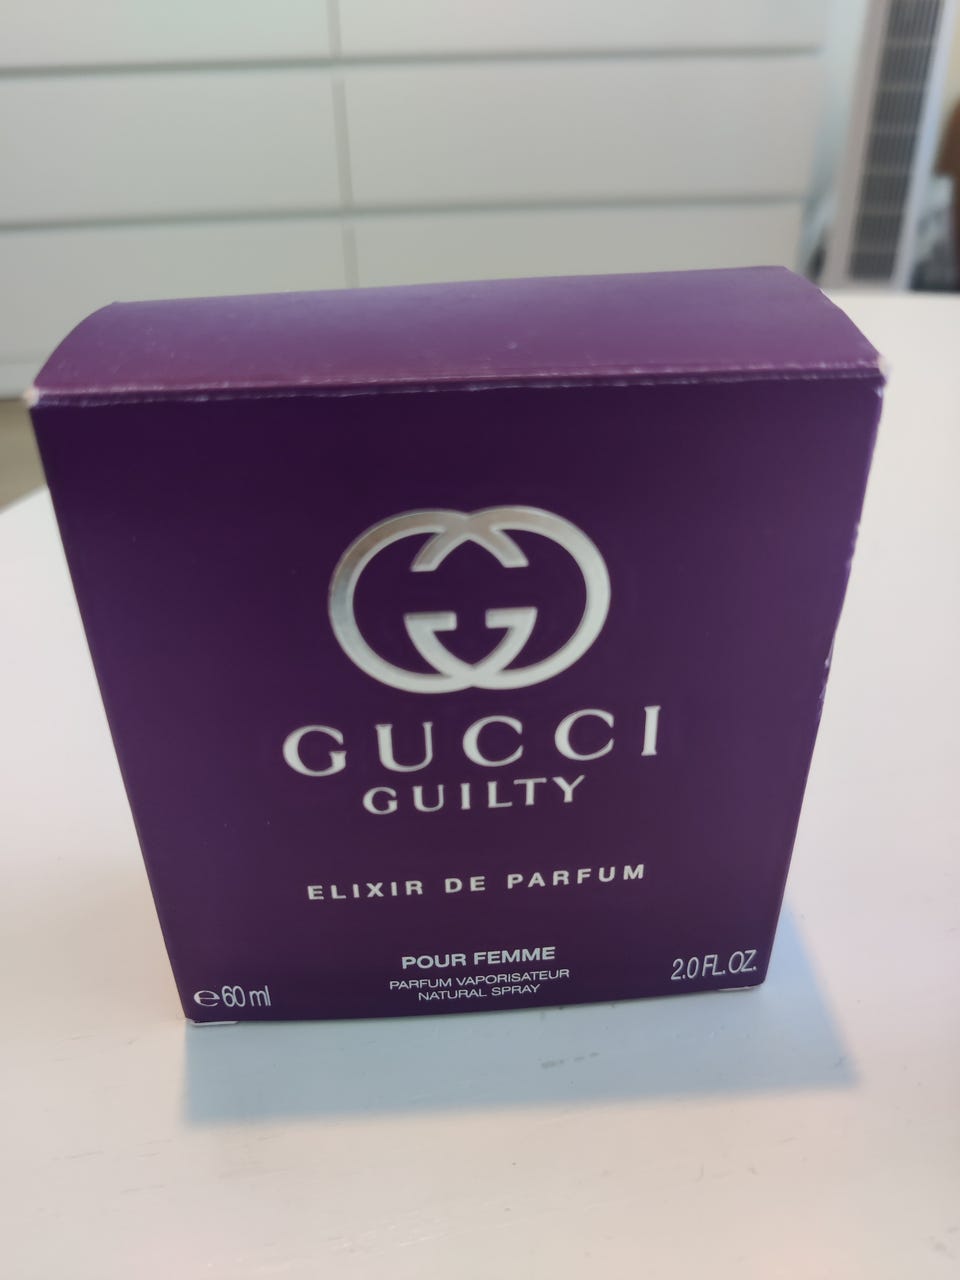 GUCCI
GUILTY
ELIXIR DE PARFUM
POUR FEMME
PARFUM VAPORISATEUR
NATURAL SPRAY
℮60 ml
2.0 FL. OZ.